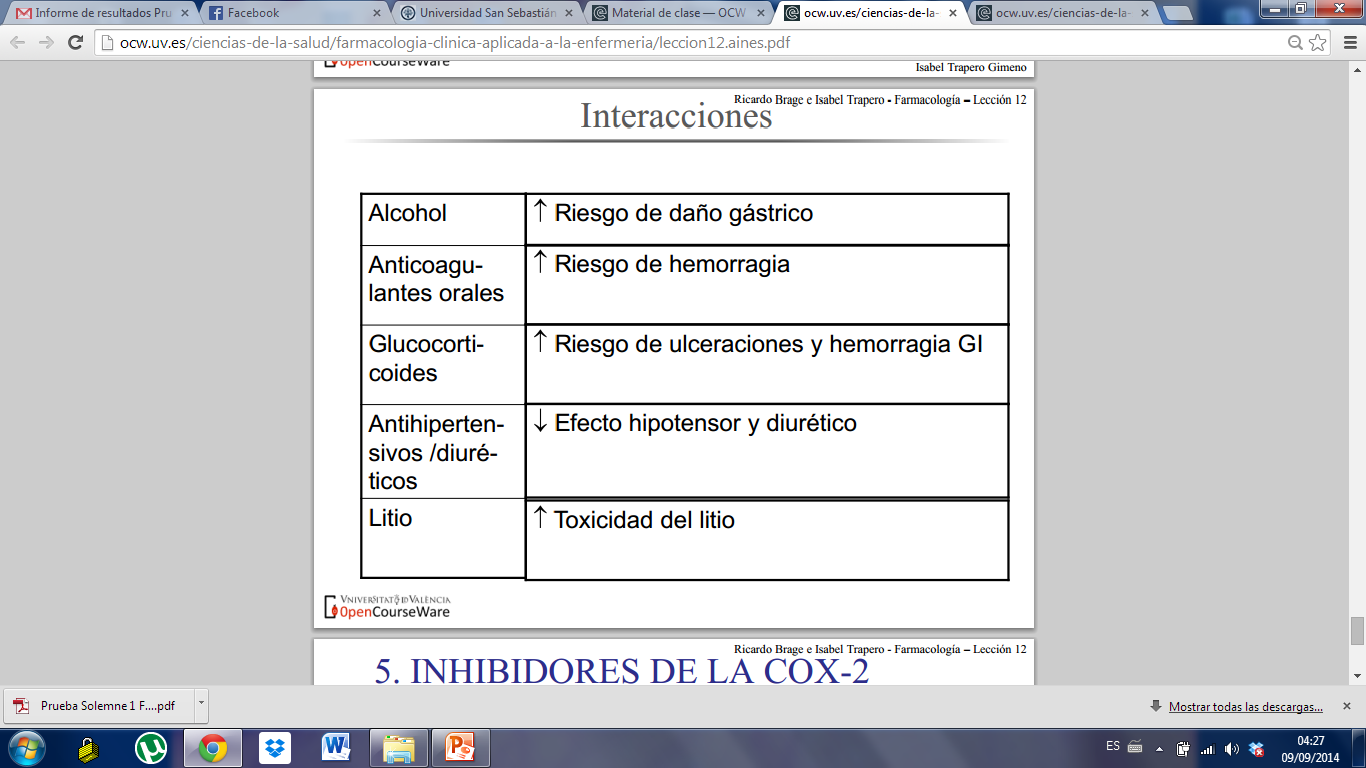 Informe de resultados Pru
Facebook
Universidad San Sebastián
Material de clase — OCW
ocw.uv.es/ciencias-de-la-
ocw.uv.es/ciencias-de-la-
ocw.uv.es/ciencias-de-la-salud/farmacologia-clinica-aplicada-a-la-enfermeria/leccion12.aines.pdf
OpenCourseWare
Isabel Trapero Gimeno
Ricardo Brage e Isabel Trapero - Farmacología – Lección 12
Interacciones
Alcohol
↑ Riesgo de daño gástrico
Anticoagu-
lantes orales
↑ Riesgo de hemorragia
Glucocorti-
coides
↑ Riesgo de ulceraciones y hemorragia GI
Antihiperten-
sivos /diuré-
ticos
↓ Efecto hipotensor y diurético
Litio
↑ Toxicidad del litio
VNIVERSITATȘ ID VALÈNCIA
OpenCourseWare
Ricardo Brage e Isabel Trapero - Farmacología – Lección 12
5. INHIBIDORES DE LA COX-2
Prueba Solemne 1 F....pdf
Mostrar todas las descargas...
ES
04:27
09/09/2014